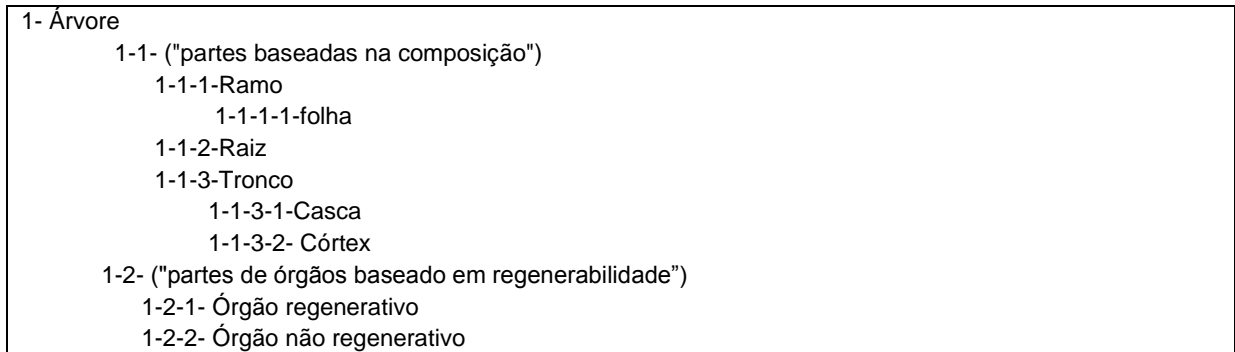 1- Árvore
1-1- ("partes baseadas na composição")
1-1-1-Ramo
1-1-1-1-folha
1-1-2-Raiz
1-1-3-Tronco
1-1-3-1-Casca
1-1-3-2- Córtex
1-2- ("partes de órgãos baseado em regenerabilidade”)
1-2-1- Órgão regenerativo
1-2-2- Órgão não regenerativo